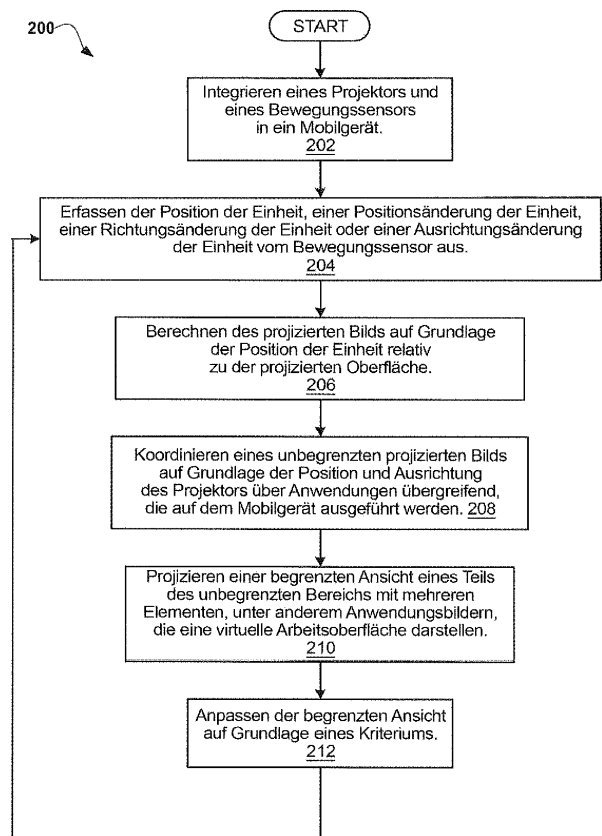 200
START
Integrieren eines Projektors und
eines Bewegungssensors
in ein Mobilgerät.
202
Erfassen der Position der Einheit, einer Positionsänderung der Einheit,
einer Richtungsänderung der Einheit oder einer Ausrichtungsänderung
der Einheit vom Bewegungssensor aus.
204
Berechnen des projizierten Bilds auf Grundlage
der Position der Einheit relativ
zu der projizierten Oberfläche.
206
Koordinieren eines unbegrenzten projizierten Bilds
auf Grundlage der Position und Ausrichtung
des Projektors über Anwendungen übergreifend,
die auf dem Mobilgerät ausgeführt werden. 208
Projizieren einer begrenzten Ansicht eines Teils
des unbegrenzten Bereichs mit mehreren
Elementen, unter anderem Anwendungsbildern,
die eine virtuelle Arbeitsoberfläche darstellen.
210
Anpassen der begrenzten Ansicht
auf Grundlage eines Kriteriums.
212